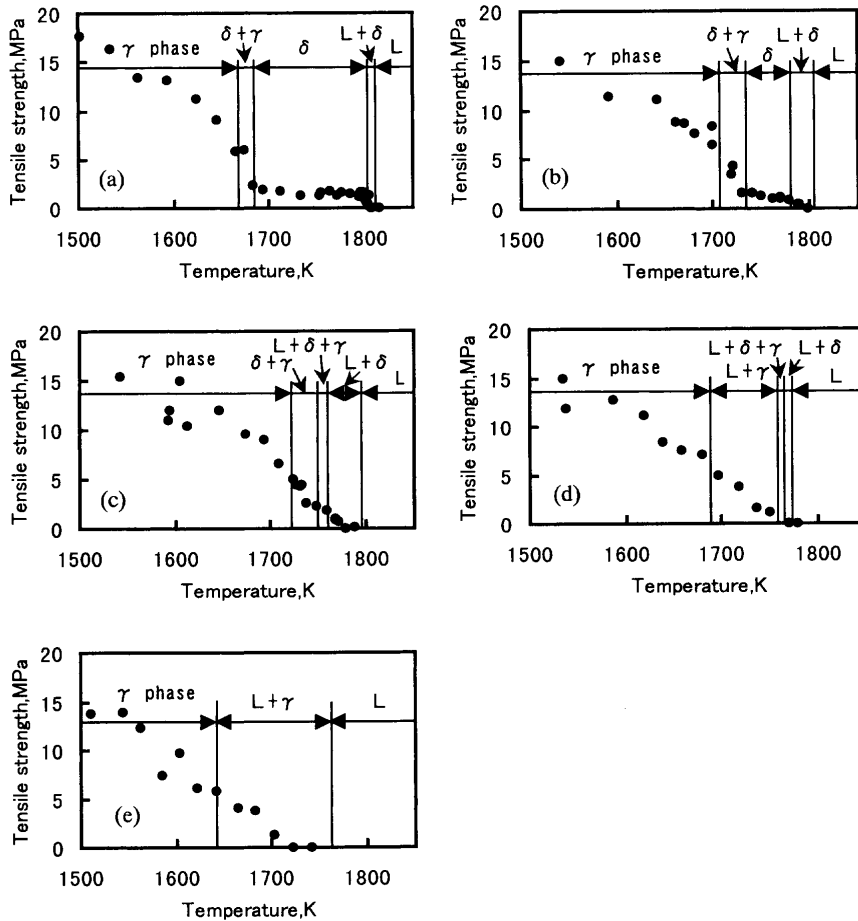 Tensile strength,MPa
20
15
10
5
0
γ phase
δ+γ
δ
L+δ
L
(a)
1500 1600 1700 1800
Temperature,K
Tensile strength,MPa
20
15
10
5
0
γ phase
δ+γ
δ
L+δ
L
(b)
1500 1600 1700 1800
Temperature,K
Tensile strength,MPa
20
15
10
5
0
γ phase
L+δ+γ
δ+γ
L+δ
L
(c)
1500 1600 1700 1800
Temperature,K
Tensile strength,MPa
20
15
10
5
0
γ phase
L+δ+γ
L+γ
L+δ
L
(d)
1500 1600 1700 1800
Temperature,K
Tensile strength,MPa
20
15
10
5
0
γ phase
L+γ
L
(e)
1500 1600 1700 1800
Temperature,K